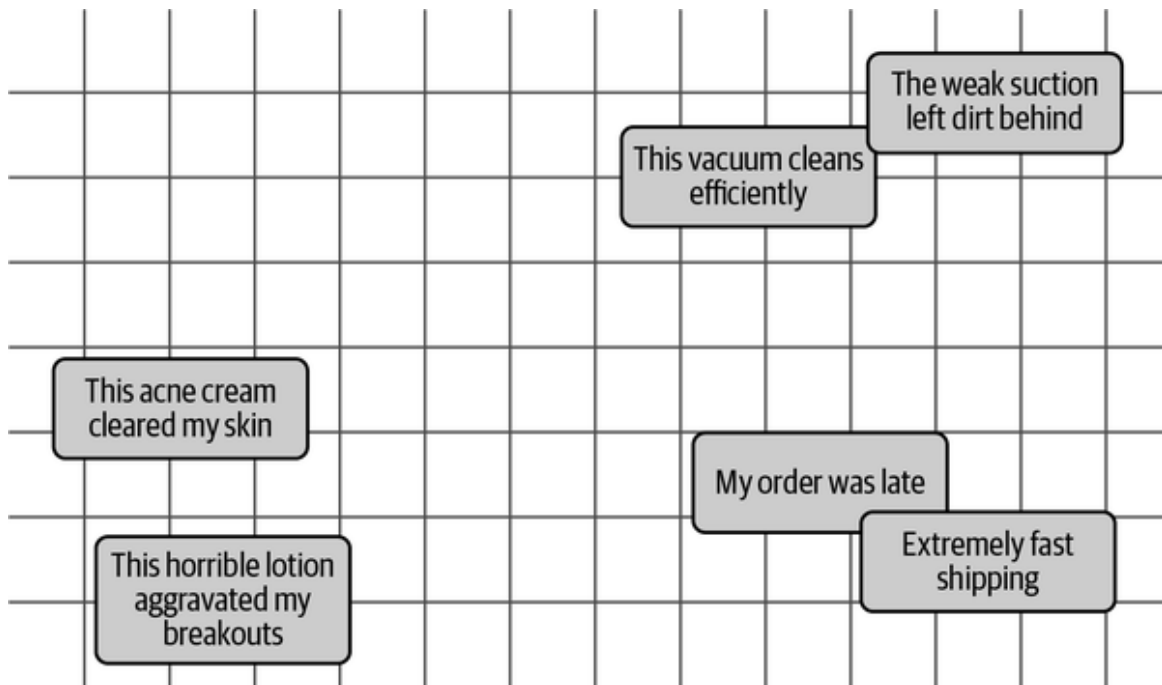 The weak suction
left dirt behind
This vacuum cleans
efficiently
This acne cream
cleared my skin
My order was late
Extremely fast
shipping
This horrible lotion
aggravated my
breakouts